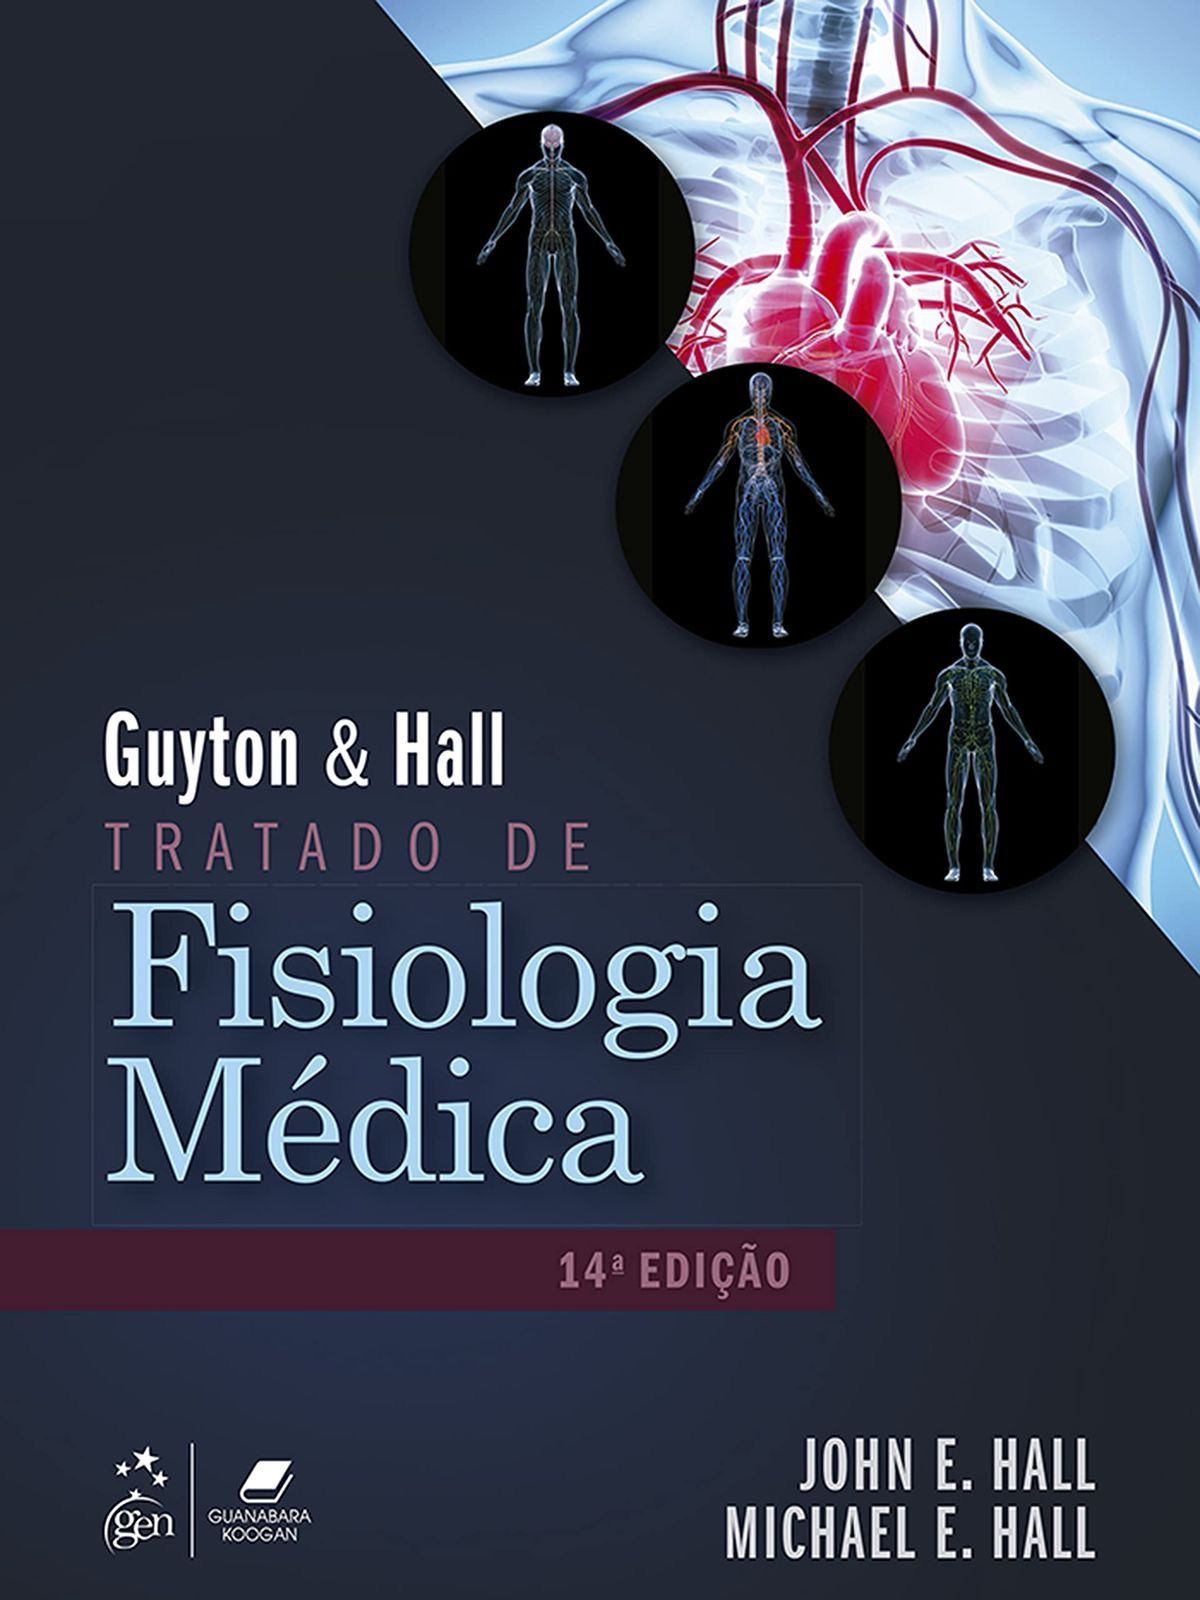 Guyton & Hall
TRATADO DE
Fisiologia
Médica
14ª EDIÇÃO
JOHN E. HALL
MICHAEL E. HALL
gen
GUANABARA
KOOGAN